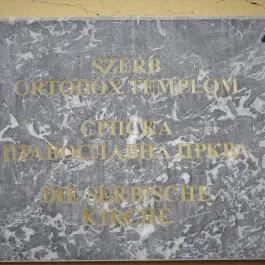 SZERB
ORTODOX TEMPLOM
СРПСКА
ПРАВОСЛАВНА ЦРКВА
DIE SERBISCHE
KIRCHE